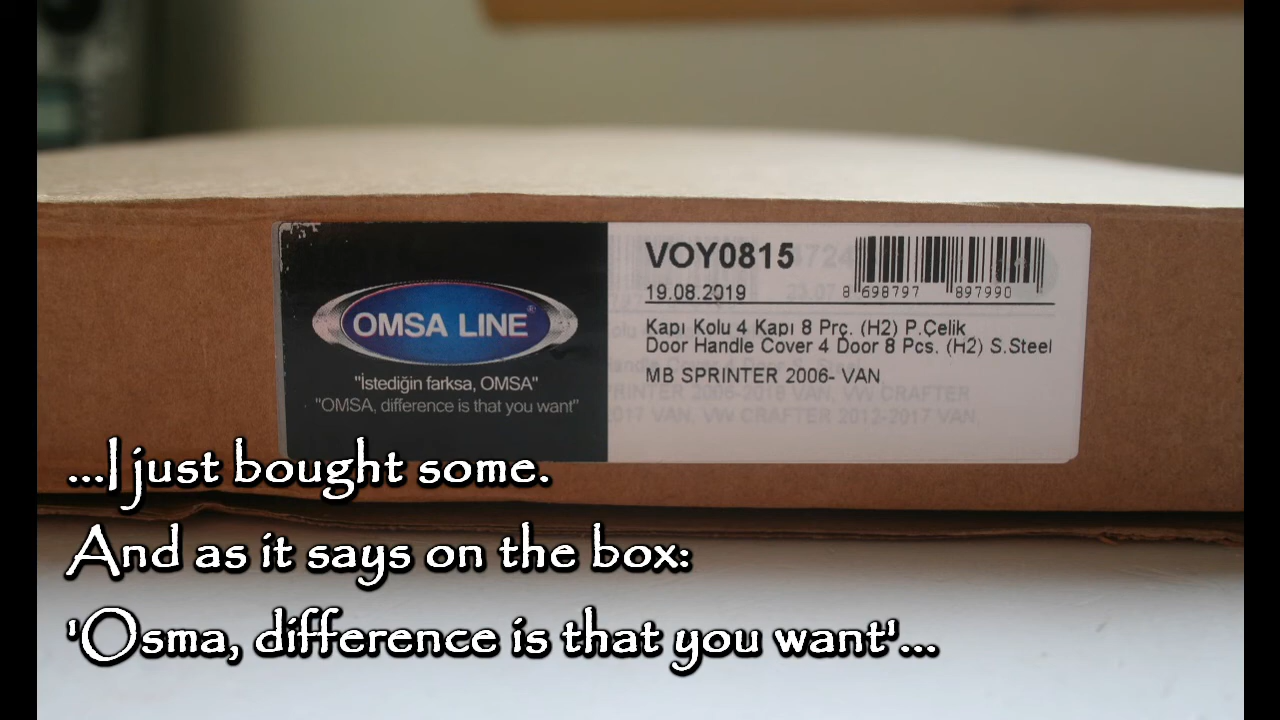 VOY0815
19.08.2019
8 698797 897990
Kapı Kolu 4 Kapı 8 Prç. (H2) P.Çelik
Door Handle Cover 4 Door 8 Pcs. (H2) S.Steel
MB SPRINTER 2006- VAN
OMSA LINE
"İstediğin farksa, OMSA"
"OMSA, difference is that you want"
...I just bought some.
And as it says on the box:
'Osma, difference is that you want'...